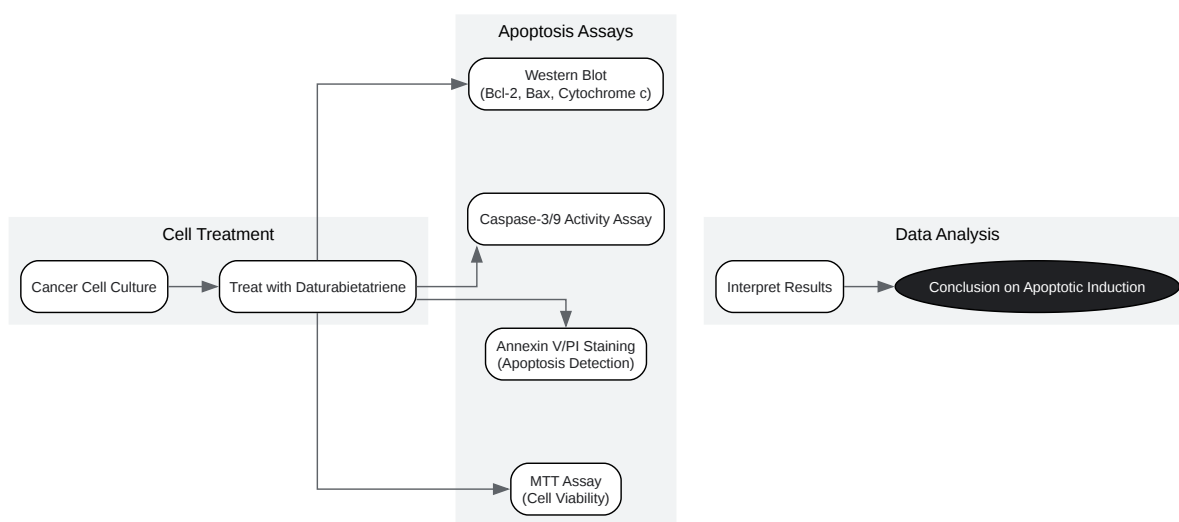 Apoptosis Assays
Western Blot
(Bcl-2, Bax, Cytochrome c)
Caspase-3/9 Activity Assay
Cell Treatment
Data Analysis
Cancer Cell Culture
Treat with Daturabietatriene
Interpret Results
Conclusion on Apoptotic Induction
Annexin V/PI Staining
(Apoptosis Detection)
MTT Assay
(Cell Viability)